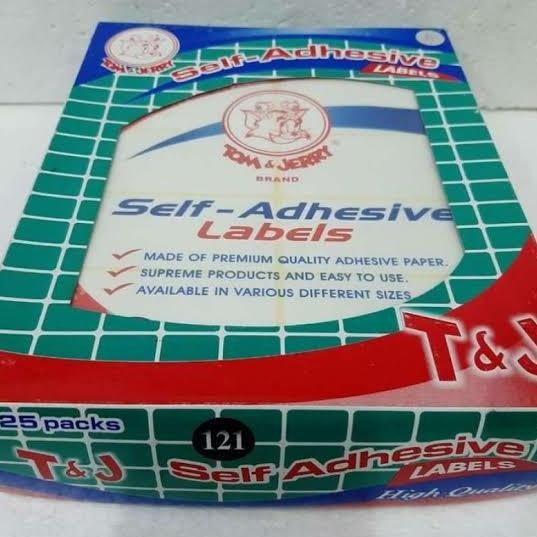 TOM & JERRY
Self-Adhesive
LABELS
TOM & JERRY
BRAND
Self-Adhesive
Labels
MADE OF PREMIUM QUALITY ADHESIVE PAPER.
SUPREME PRODUCTS AND EASY TO USE.
AVAILABLE IN VARIOUS DIFFERENT SIZES
T & J
25 packs
121
T & J Self Adhesive
LABELS
High Quality